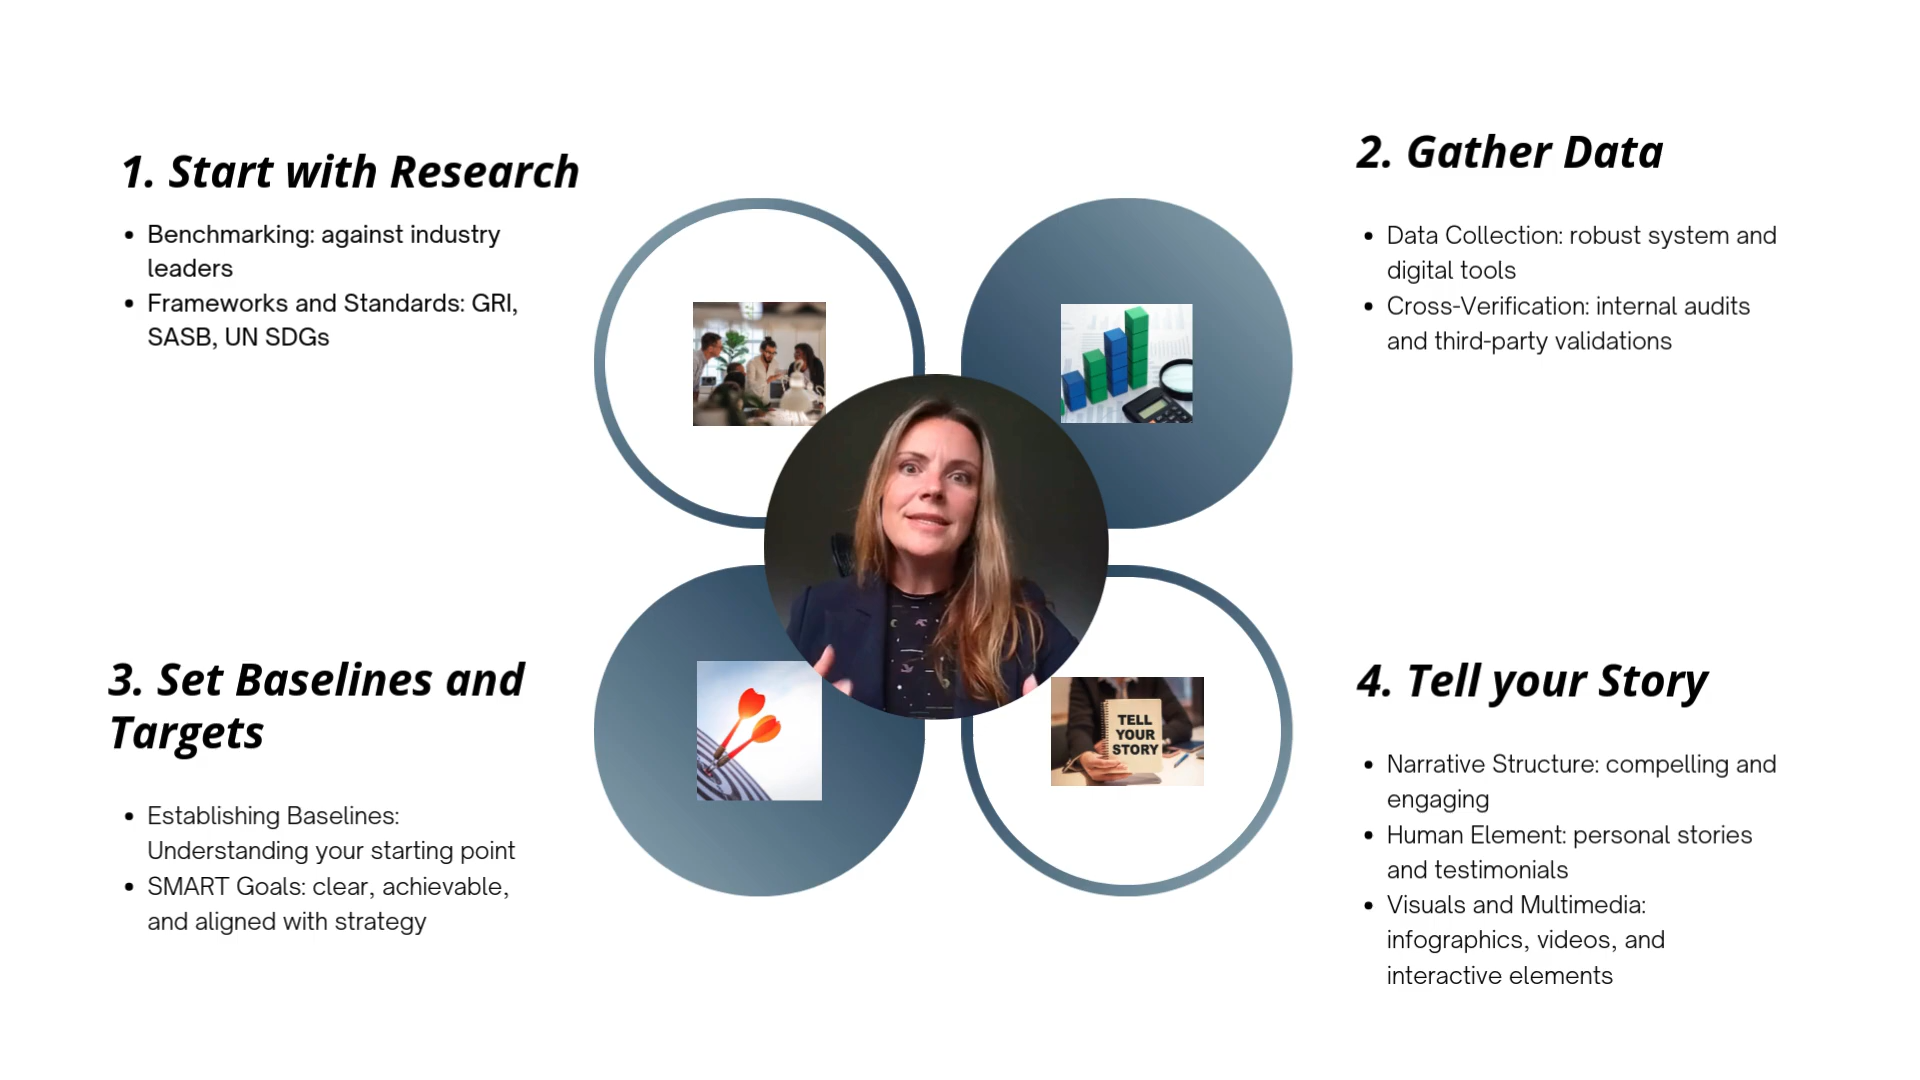 1. Start with Research
• Benchmarking: against industry
leaders
• Frameworks and Standards: GRI,
SASB, UN SDGs
2. Gather Data
• Data Collection: robust system and
digital tools
• Cross-Verification: internal audits
and third-party validations
3. Set Baselines and
Targets
• Establishing Baselines:
Understanding your starting point
• SMART Goals: clear, achievable,
and aligned with strategy
TELL
YOUR
STORY
4. Tell your Story
• Narrative Structure: compelling and
engaging
• Human Element: personal stories
and testimonials
• Visuals and Multimedia:
infographics, videos, and
interactive elements